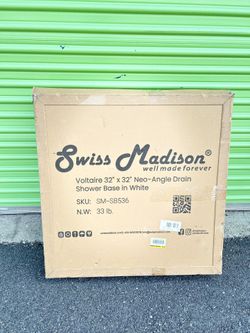 Swiss Madison®
well made forever
Voltaire 32" x 32" Neo-Angle Drain
Shower Base in White
SKU: SM-SB536
N.W: 33 lb.